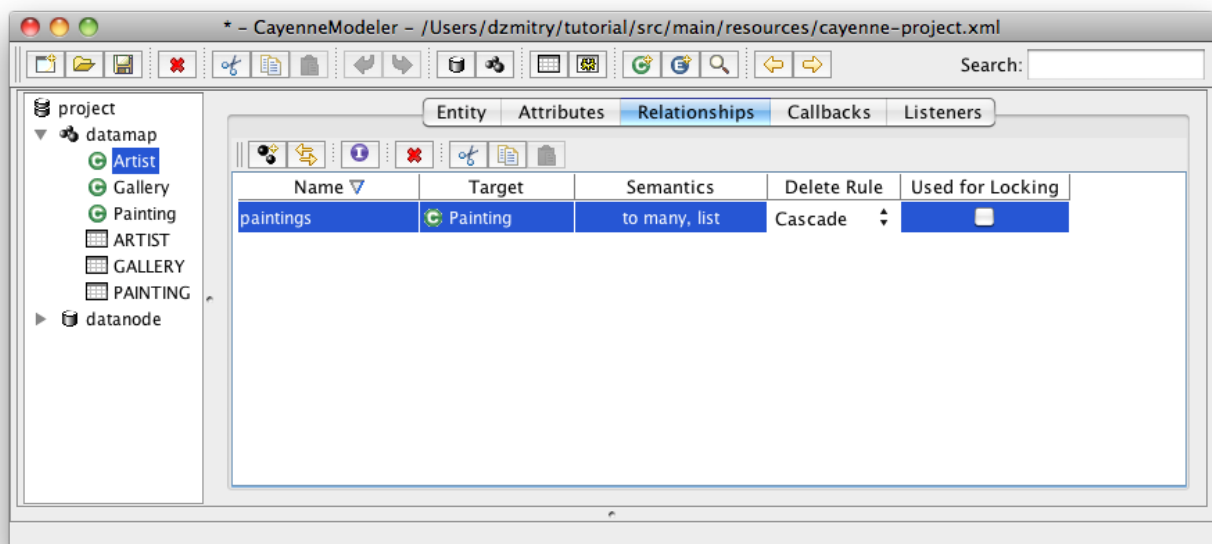 * – CayenneModeler – /Users/dzmitry/tutorial/src/main/resources/cayenne-project.xml
Search:
project
datamap
Artist
Gallery
Painting
ARTIST
GALLERY
PAINTING
datanode
Entity Attributes Relationships Callbacks Listeners
Name Target Semantics Delete Rule Used for Locking
paintings Painting to many, list Cascade